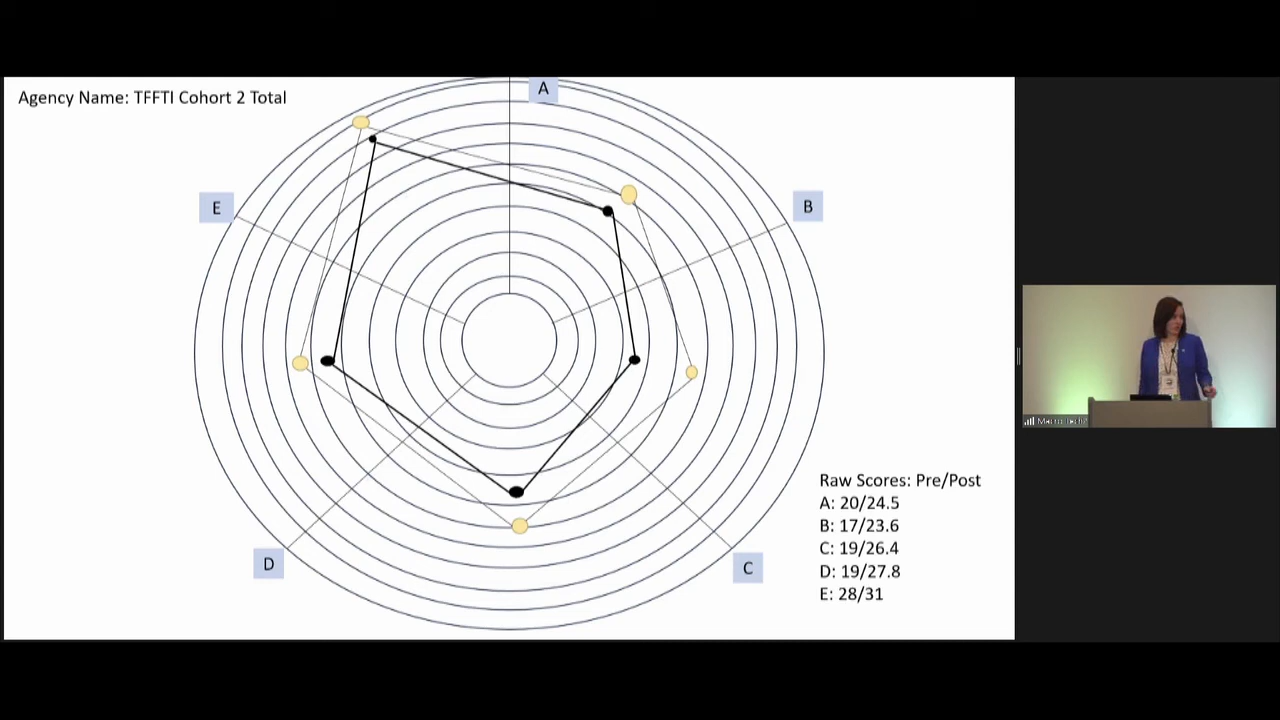 Agency Name: TFFTI Cohort 2 Total
A
B
E
D
C
Raw Scores: Pre/Post
A: 20/24.5
B: 17/23.6
C: 19/26.4
D: 19/27.8
E: 28/31